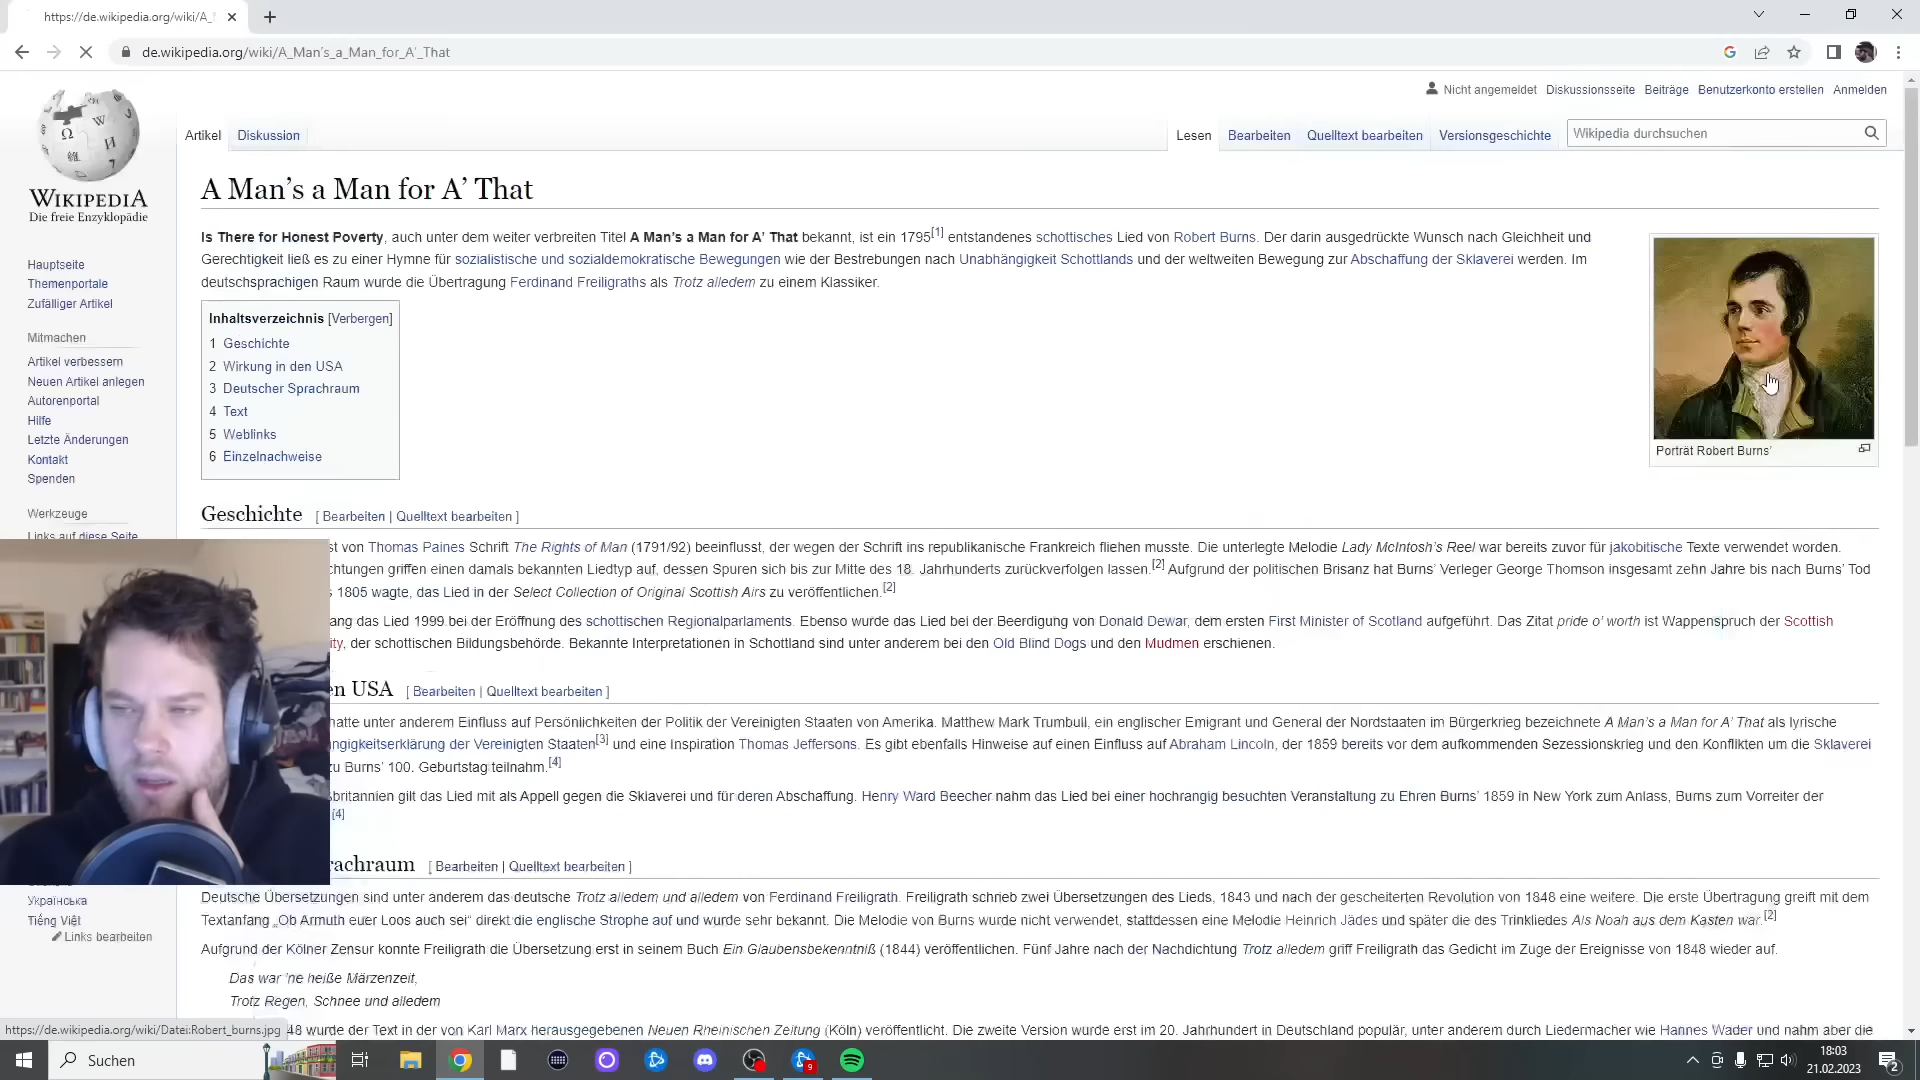 https://de.wikipedia.org/wiki/A_
de.wikipedia.org/wiki/A_Man's_a_Man_for_A'_That
Nicht angemeldet Diskussionsseite Beiträge Benutzerkonto erstellen Anmelden
Artikel Diskussion Lesen Bearbeiten Quelltext bearbeiten Versionsgeschichte Wikipedia durchsuchen
WIKIPEDIA
Die freie Enzyklopädie
Hauptseite
Themenportale
Zufälliger Artikel
Mitmachen
Artikel verbessern
Neuen Artikel anlegen
Autorenportal
Hilfe
Letzte Änderungen
Kontakt
Spenden
Werkzeuge
Links auf diese Seite
A Man’s a Man for A’ That
Is There for Honest Poverty, auch unter dem weiter verbreiten Titel A Man’s a Man for A’ That bekannt, ist ein 1795[1] entstandenes schottisches Lied von Robert Burns. Der darin ausgedrückte Wunsch nach Gleichheit und
Gerechtigkeit ließ es zu einer Hymne für sozialistische und sozialdemokratische Bewegungen wie der Bestrebungen nach Unabhängigkeit Schottlands und der weltweiten Bewegung zur Abschaffung der Sklaverei werden. Im
deutschsprachigen Raum wurde die Übertragung Ferdinand Freiligraths als Trotz alledem zu einem Klassiker.
Porträt Robert Burns’
Inhaltsverzeichnis [Verbergen]
1 Geschichte
2 Wirkung in den USA
3 Deutscher Sprachraum
4 Text
5 Weblinks
6 Einzelnachweise
Geschichte [ Bearbeiten | Quelltext bearbeiten ]
st von Thomas Paines Schrift The Rights of Man (1791/92) beeinflusst, der wegen der Schrift ins republikanische Frankreich fliehen musste. Die unterlegte Melodie Lady McIntosh’s Reel war bereits zuvor für jakobitische Texte verwendet worden.
chtungen griffen einen damals bekannten Liedtyp auf, dessen Spuren sich bis zur Mitte des 18. Jahrhunderts zurückverfolgen lassen.[2] Aufgrund der politischen Brisanz hat Burns’ Verleger George Thomson insgesamt zehn Jahre bis nach Burns’ Tod
s 1805 wagte, das Lied in der Select Collection of Original Scottish Airs zu veröffentlichen.[2]
ang das Lied 1999 bei der Eröffnung des schottischen Regionalparlaments. Ebenso wurde das Lied bei der Beerdigung von Donald Dewar, dem ersten First Minister of Scotland aufgeführt. Das Zitat pride o’ worth ist Wappenspruch der Scottish
ity, der schottischen Bildungsbehörde. Bekannte Interpretationen in Schottland sind unter anderem bei den Old Blind Dogs und den Mudmen erschienen.
en USA [ Bearbeiten | Quelltext bearbeiten ]
hatte unter anderem Einfluss auf Persönlichkeiten der Politik der Vereinigten Staaten von Amerika. Matthew Mark Trumbull, ein englischer Emigrant und General der Nordstaaten im Bürgerkrieg bezeichnete A Man’s a Man for A’ That als lyrische
ngigkeitserklärung der Vereinigten Staaten[3] und eine Inspiration Thomas Jeffersons. Es gibt ebenfalls Hinweise auf einen Einfluss auf Abraham Lincoln, der 1859 bereits vor dem aufkommenden Sezessionskrieg und den Konflikten um die Sklaverei
zu Burns’ 100. Geburtstag teilnahm.[4]
ßbritannien gilt das Lied mit als Appell gegen die Sklaverei und für deren Abschaffung. Henry Ward Beecher nahm das Lied bei einer hochrangig besuchten Veranstaltung zu Ehren Burns’ 1859 in New York zum Anlass, Burns zum Vorreiter der
[4]
rachraum [ Bearbeiten | Quelltext bearbeiten ]
Українська
Tiếng Việt
Links bearbeiten
Deutsche Übersetzungen sind unter anderem das deutsche Trotz alledem und alledem von Ferdinand Freiligrath. Freiligrath schrieb zwei Übersetzungen des Lieds, 1843 und nach der gescheiterten Revolution von 1848 eine weitere. Die erste Übertragung greift mit dem
Textanfang „Ob Armuth euer Loos auch sei“ direkt die englische Strophe auf und wurde sehr bekannt. Die Melodie von Burns wurde nicht verwendet, stattdessen eine Melodie Heinrich Jädes und später die des Trinkliedes Als Noah aus dem Kasten war.[2]
Aufgrund der Kölner Zensur konnte Freiligrath die Übersetzung erst in seinem Buch Ein Glaubensbekenntniß (1844) veröffentlichen. Fünf Jahre nach der Nachdichtung Trotz alledem griff Freiligrath das Gedicht im Zuge der Ereignisse von 1848 wieder auf.
Das war ’ne heiße Märzenzeit,
Trotz Regen, Schnee und alledem
48 wurde der Text in der von Karl Marx herausgegebenen Neuen Rheinischen Zeitung (Köln) veröffentlicht. Die zweite Version wurde erst im 20. Jahrhundert in Deutschland populär, unter anderem durch Liedermacher wie Hannes Wader und nahm aber die
https://de.wikipedia.org/wiki/Datei:Robert_burns.jpg
Suchen
9
18:03
21.02.2023
2